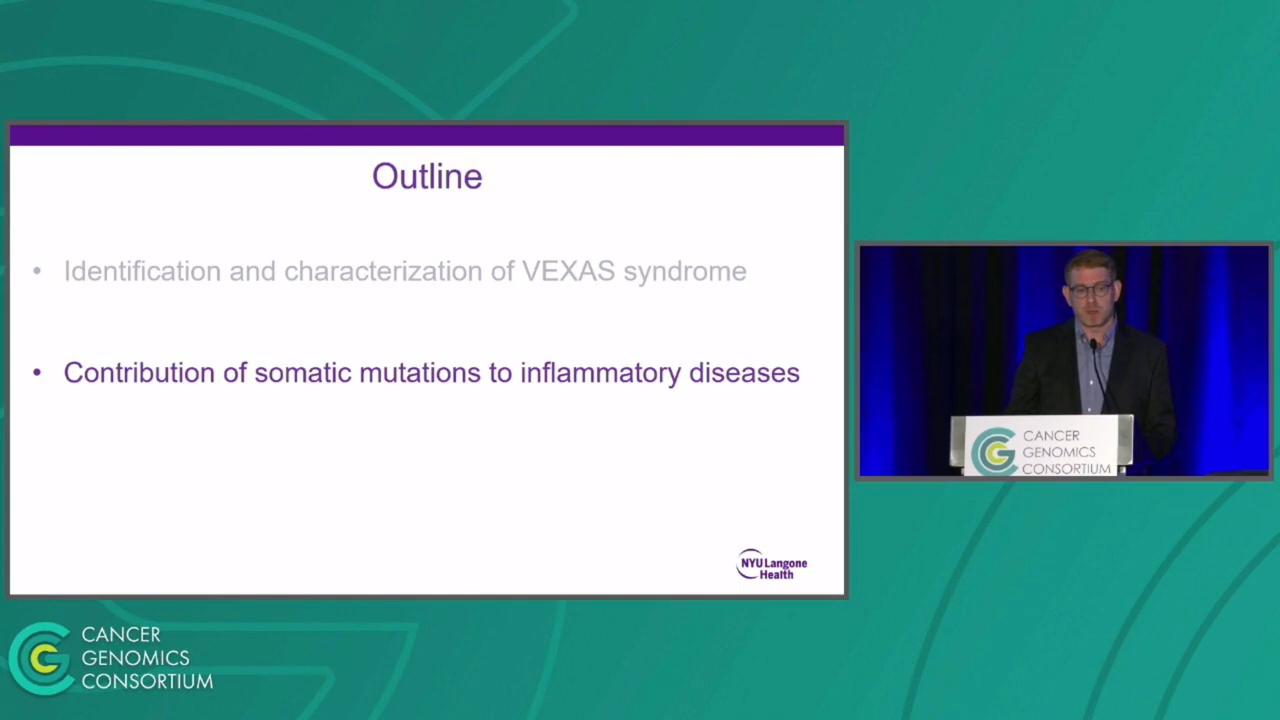 Outline
• Identification and characterization of VEXAS syndrome
• Contribution of somatic mutations to inflammatory diseases
NYU Langone
Health
CANCER
GENOMICS
CONSORTIUM
CANCER
GENOMICS
CONSORTIUM